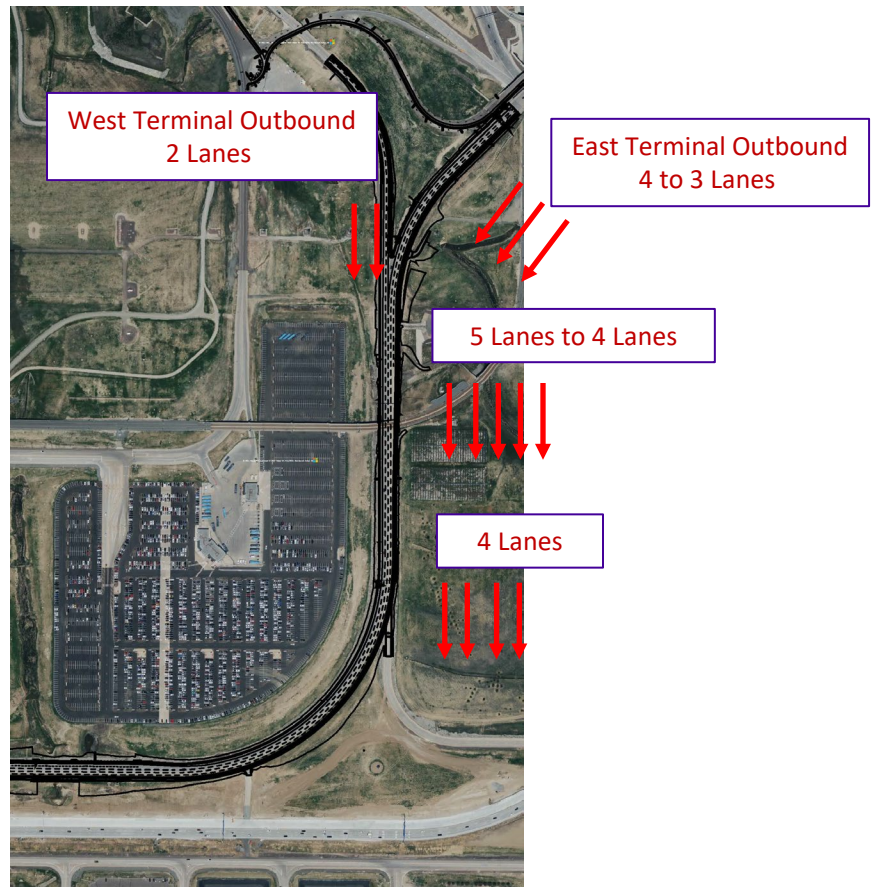 West Terminal Outbound
2 Lanes
East Terminal Outbound
4 to 3 Lanes
5 Lanes to 4 Lanes
4 Lanes